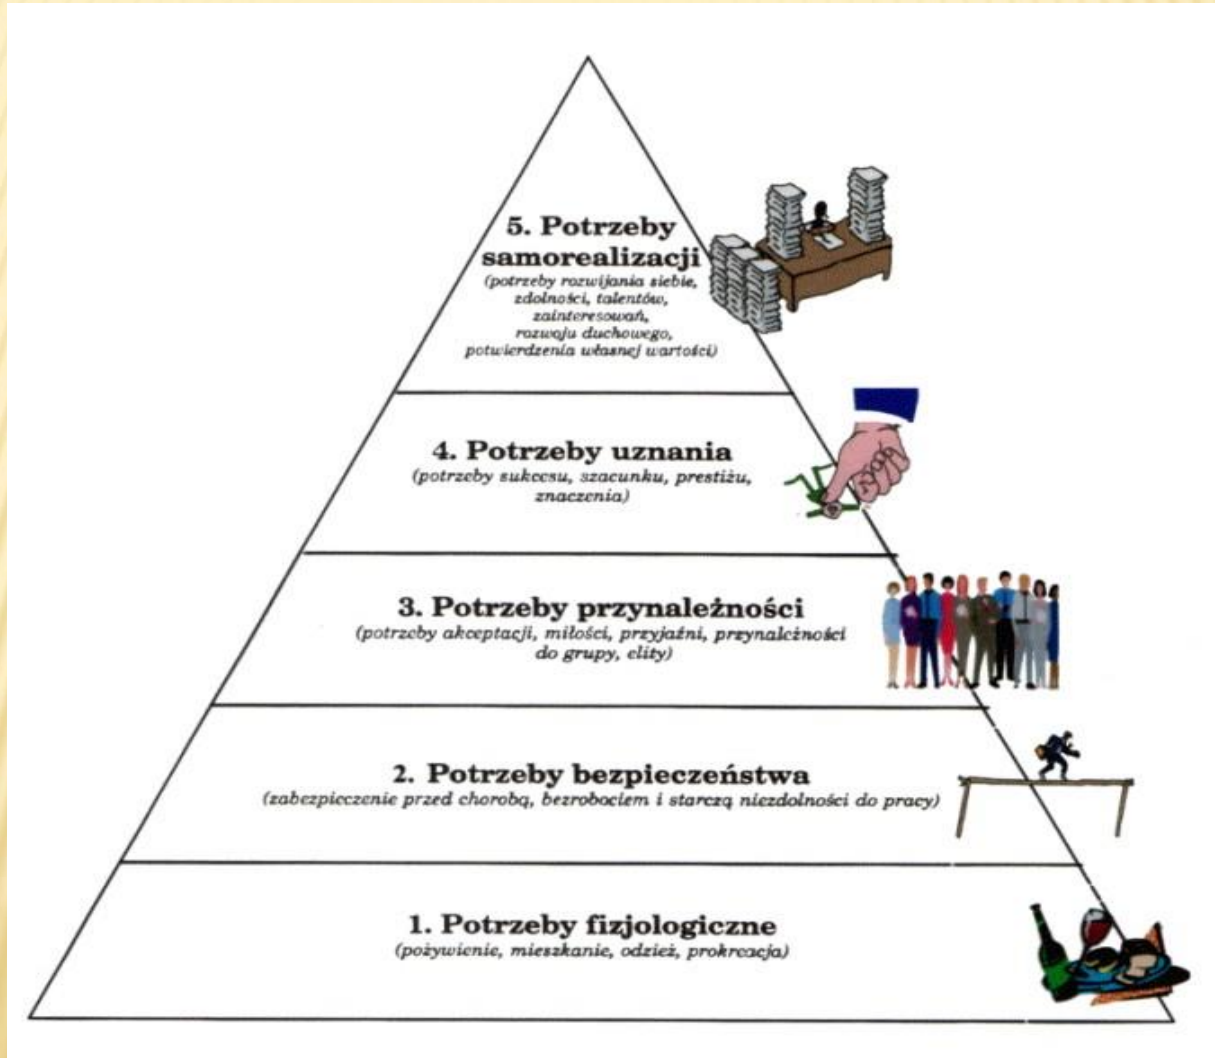 5. Potrzeby
samorealizacji
(potrzeby rozwijania siebie,
zdolności, talentów,
zainteresowań,
rozwoju duchowego,
potwierdzenia własnej wartości)
4. Potrzeby uznania
(potrzeby sukcesu, szacunku, prestiżu,
znaczenia)
3. Potrzeby przynależności
(potrzeby akceptacji, miłości, przyjaźni, przynależności
do grupy, elity)
2. Potrzeby bezpieczeństwa
(zabezpieczenie przed chorobą, bezrobociem i starczą niezdolności do pracy)
1. Potrzeby fizjologiczne
(pożywienie, mieszkanie, odzież, prokreacja)